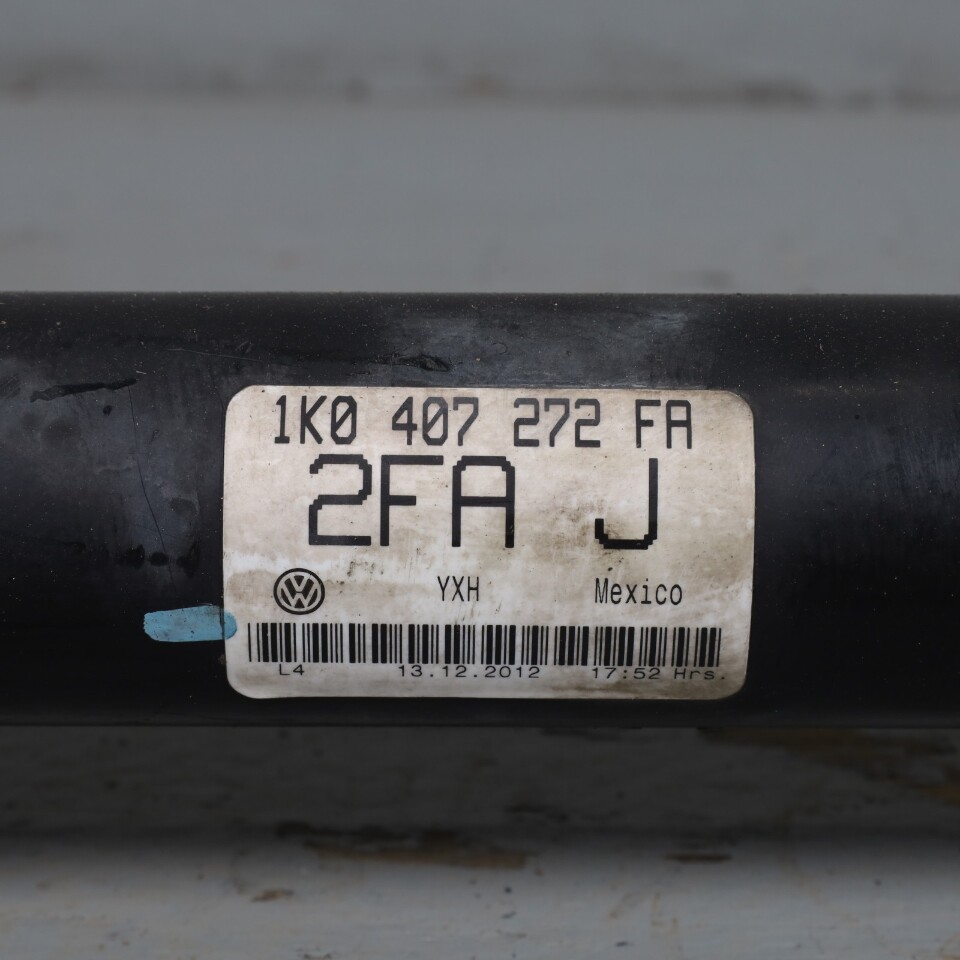 1K0 407 272 FA
2FA J
YXH Mexico
L4 13.12.2012 17:52 Hrs.